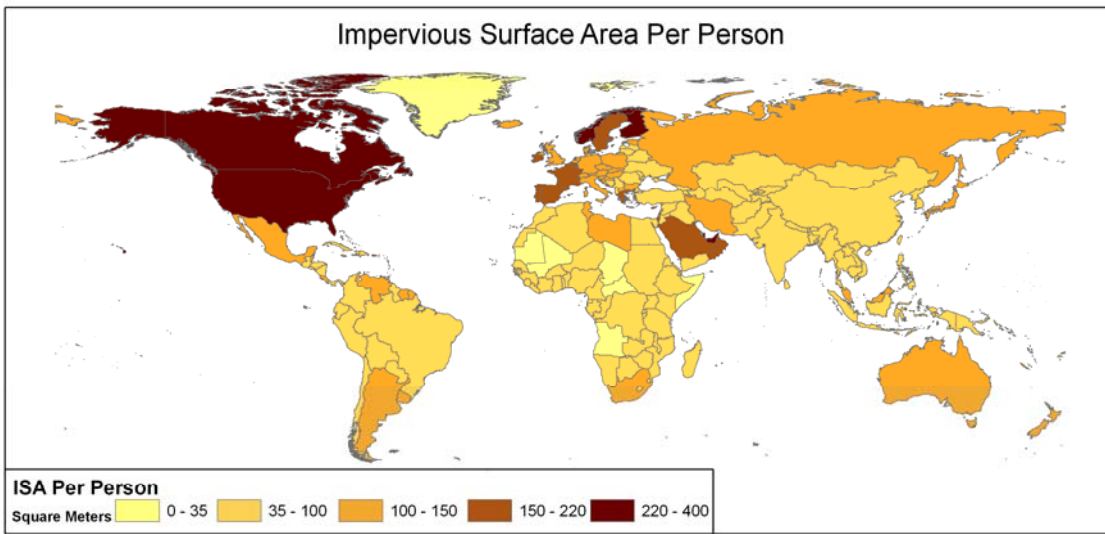 Impervious Surface Area Per Person
ISA Per Person
Square Meters 0 - 35 35 - 100 100 - 150 150 - 220 220 - 400